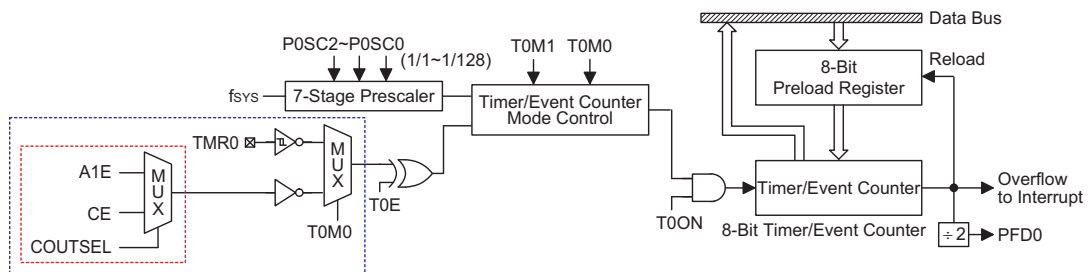 Data Bus
P0SC2~P0SC0
(1/1~1/128)
T0M1
T0M0
8-Bit
Preload Register
Reload
fSYS
7-Stage Prescaler
Timer/Event Counter
Mode Control
TMR0
MUX
A1E
MUX
CE
COUTSEL
T0M0
T0E
T0ON
Timer/Event Counter
8-Bit Timer/Event Counter
Overflow
to Interrupt
÷2
PFD0